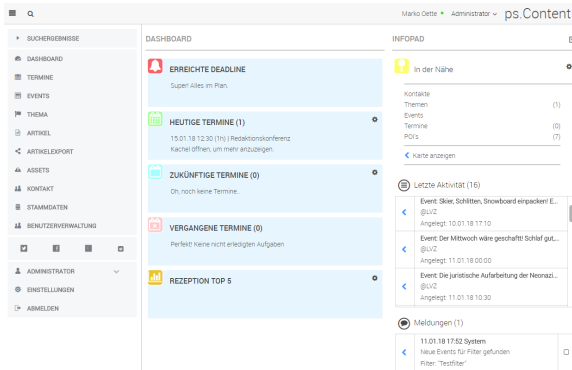 Marko Oette
Administrator
ps.Content
SUCHERGEBNISSE
DASHBOARD
TERMINE
EVENTS
THEMA
ARTIKEL
ARTIKELEXPORT
ASSETS
KONTAKT
STAMMDATEN
BENUTZERVERWALTUNG
ADMINISTRATOR
EINSTELLUNGEN
ABMELDEN
DASHBOARD
ERREICHTE DEADLINE
Super! Alles im Plan.
HEUTIGE TERMINE (1)
15.01.18 12:30 (1h) | Redaktionskonferenz
Kachel öffnen, um mehr anzuzeigen.
ZUKÜNFTIGE TERMINE (0)
Oh, noch keine Termine.
VERGANGENE TERMINE (0)
Perfekt! Keine nicht erledigten Aufgaben
REZEPTION TOP 5
INFOPAD
In der Nähe
Kontakte
Themen (1)
Events
Termine (0)
POI's (7)
Karte anzeigen
Letzte Aktivität (16)
Event: Skier, Schlitten, Snowboard einpacken! E...
@LVZ
Angelegt: 10.01.18 17:10
Event: Der Mittwoch wäre geschafft! Schlaf gut,...
@LVZ
Angelegt: 11.01.18 00:00
Event: Die juristische Aufarbeitung der Neonazi...
@LVZ
Angelegt: 11.01.18 10:30
Meldungen (1)
11.01.18 17:52 System
Neue Events für Filter gefunden
Filter: "Testfilter"